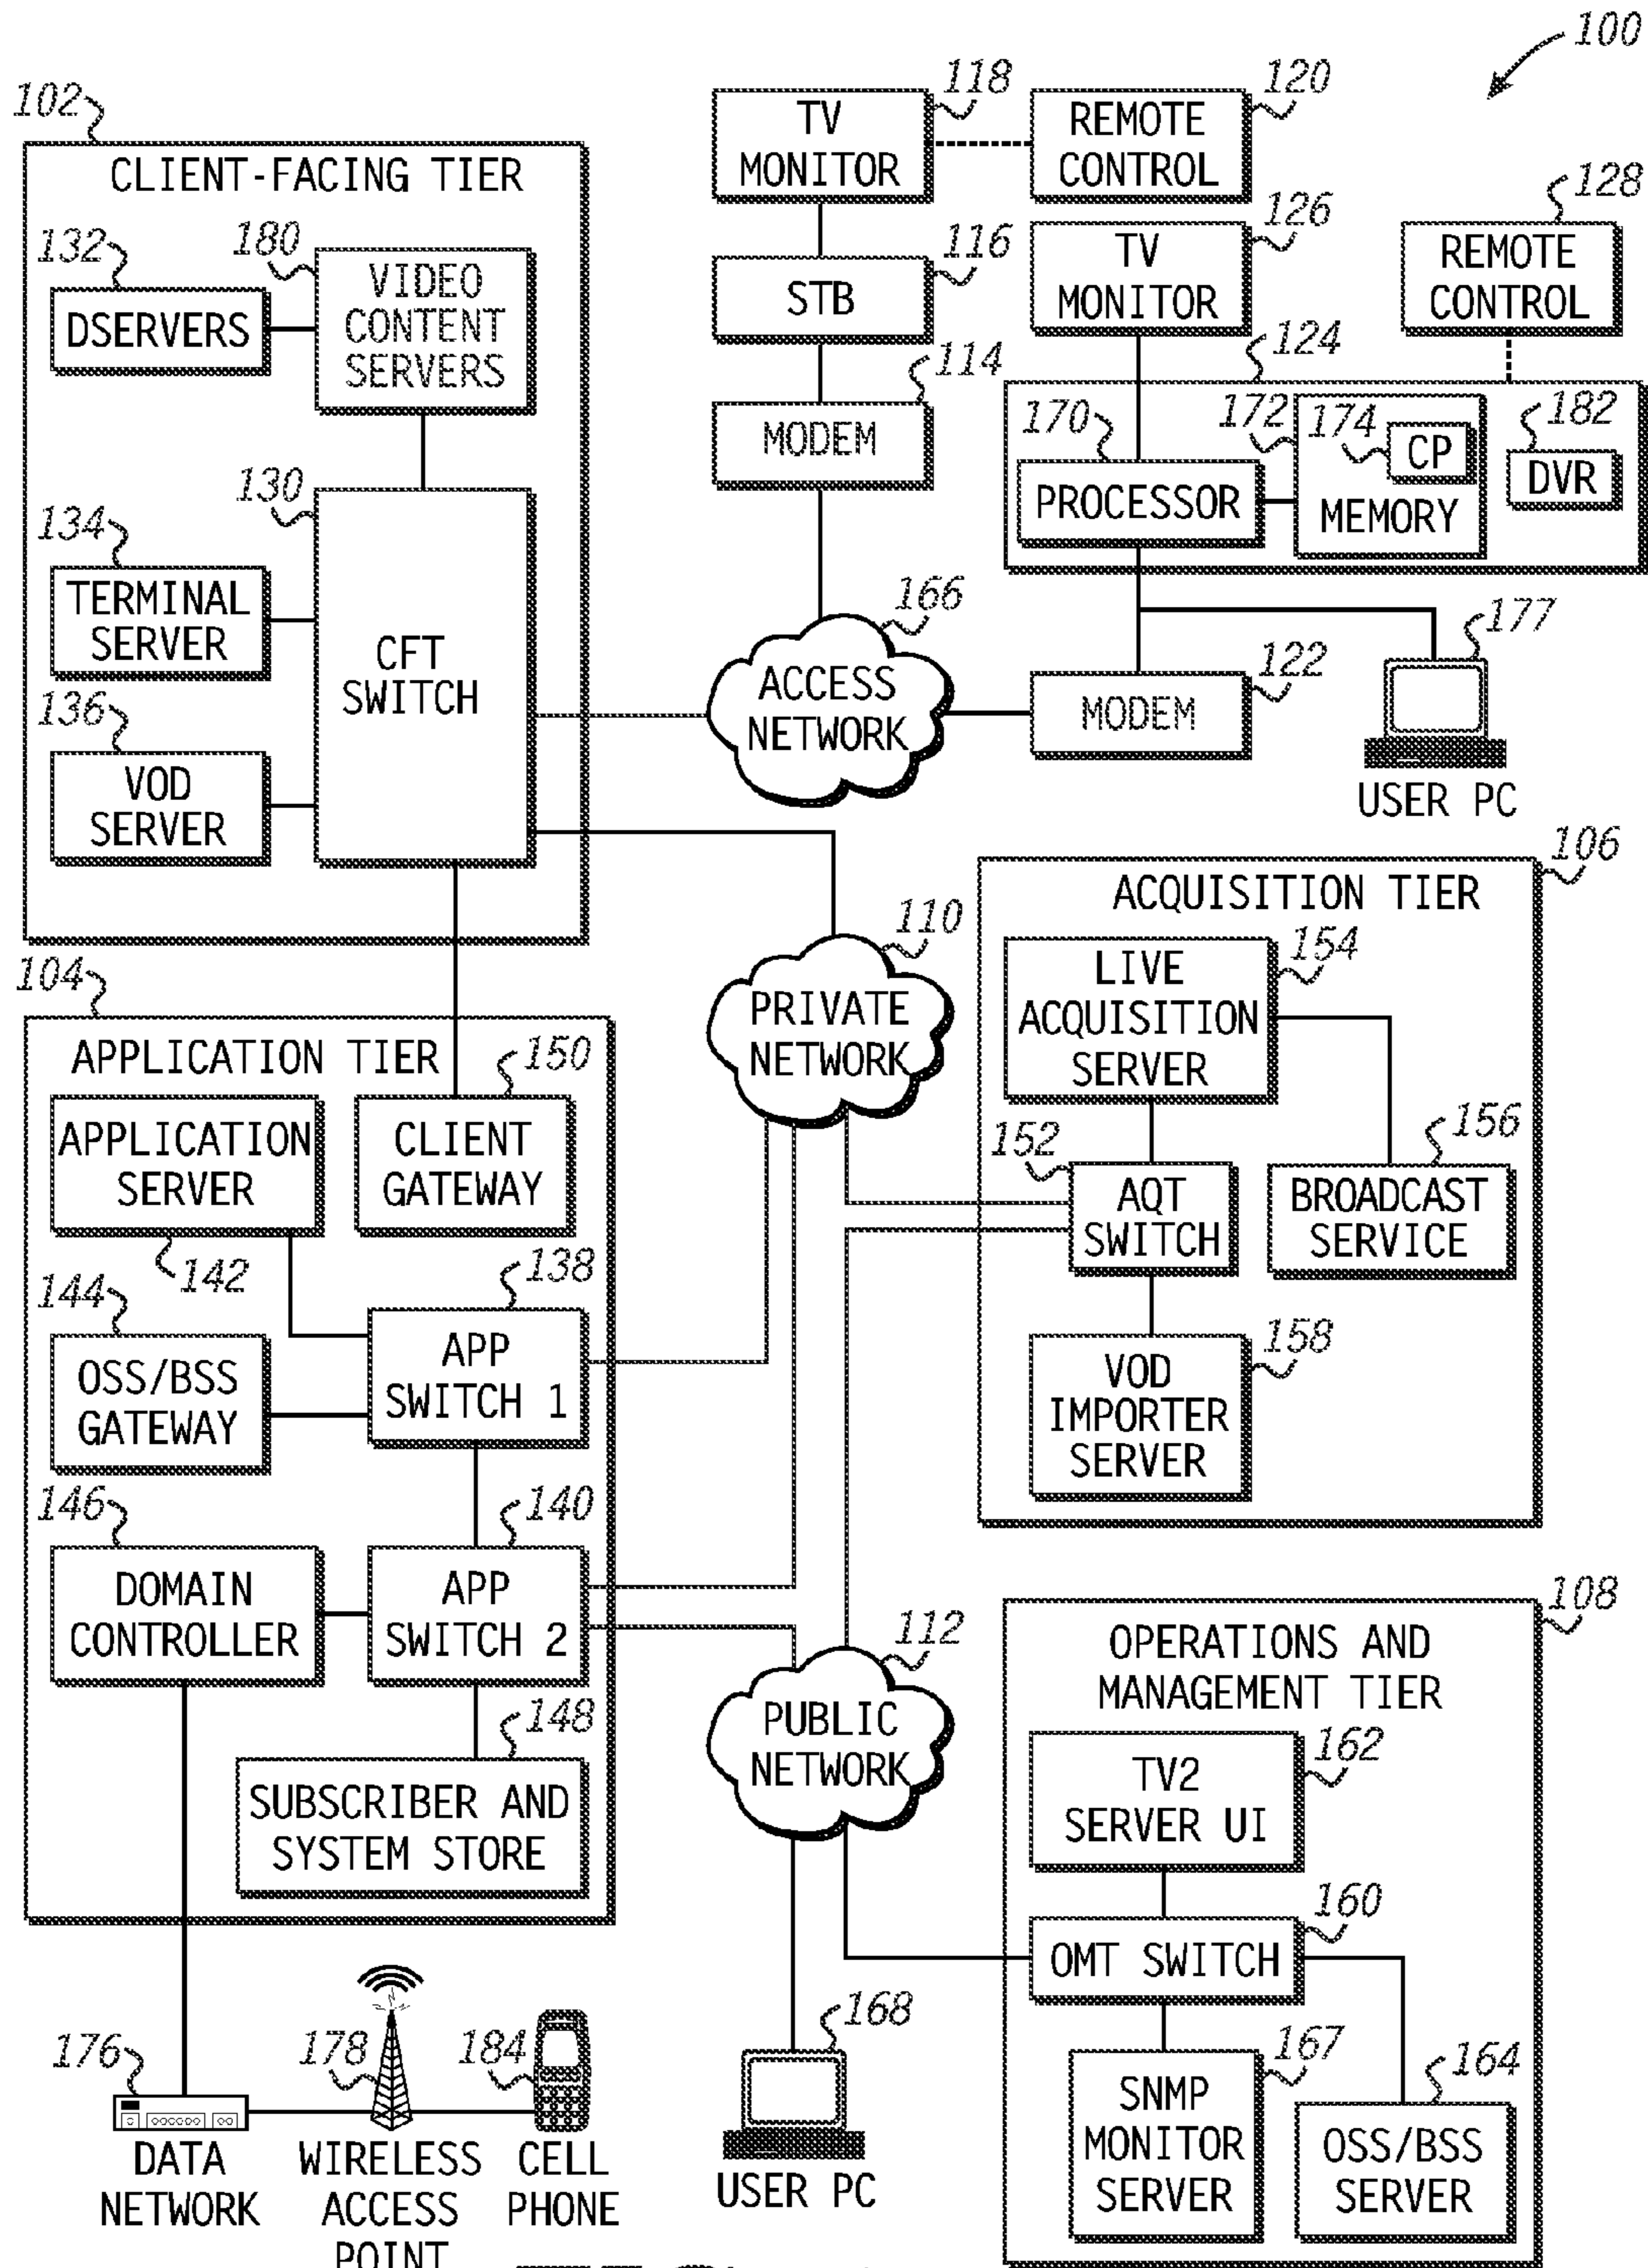 100
102
CLIENT-FACING TIER
132
180
DSERVERS
VIDEO
CONTENT
SERVERS
130
134
TERMINAL
SERVER
CFT
SWITCH
136
VOD
SERVER
118
TV
MONITOR
120
REMOTE
CONTROL
116
STB
114
MODEM
126
TV
MONITOR
128
REMOTE
CONTROL
124
170
PROCESSOR
172
174
CP
MEMORY
182
DVR
166
ACCESS
NETWORK
122
MODEM
177
USER PC
104
APPLICATION TIER
150
APPLICATION
SERVER
CLIENT
GATEWAY
142
138
144
OSS/BSS
GATEWAY
APP
SWITCH 1
146
140
DOMAIN
CONTROLLER
APP
SWITCH 2
148
SUBSCRIBER AND
SYSTEM STORE
110
PRIVATE
NETWORK
106
ACQUISITION TIER
154
LIVE
ACQUISITION
SERVER
152
156
AQT
SWITCH
BROADCAST
SERVICE
158
VOD
IMPORTER
SERVER
112
PUBLIC
NETWORK
108
OPERATIONS AND
MANAGEMENT TIER
162
TV2
SERVER UI
160
OMT SWITCH
167
164
SNMP
MONITOR
SERVER
OSS/BSS
SERVER
168
USER PC
176
178
184
DATA
NETWORK
WIRELESS
ACCESS
POINT
CELL
PHONE